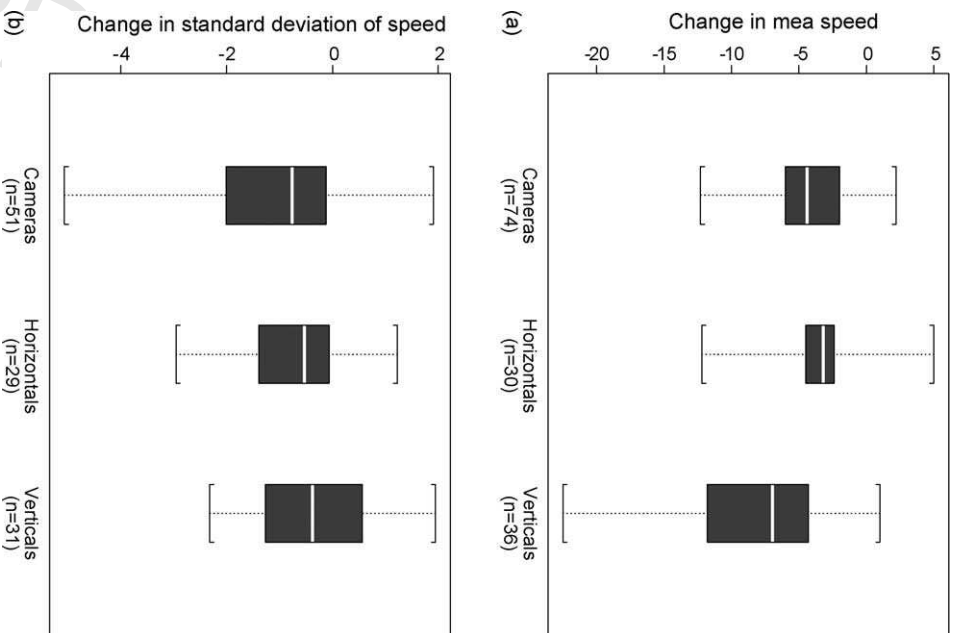 (a)
Change in mea speed
-20 -15 -10 -5 0 5
Cameras
(n=74)
Horizontals
(n=30)
Verticals
(n=36)
(b)
Change in standard deviation of speed
-4 -2 0 2
Cameras
(n=51)
Horizontals
(n=29)
Verticals
(n=31)